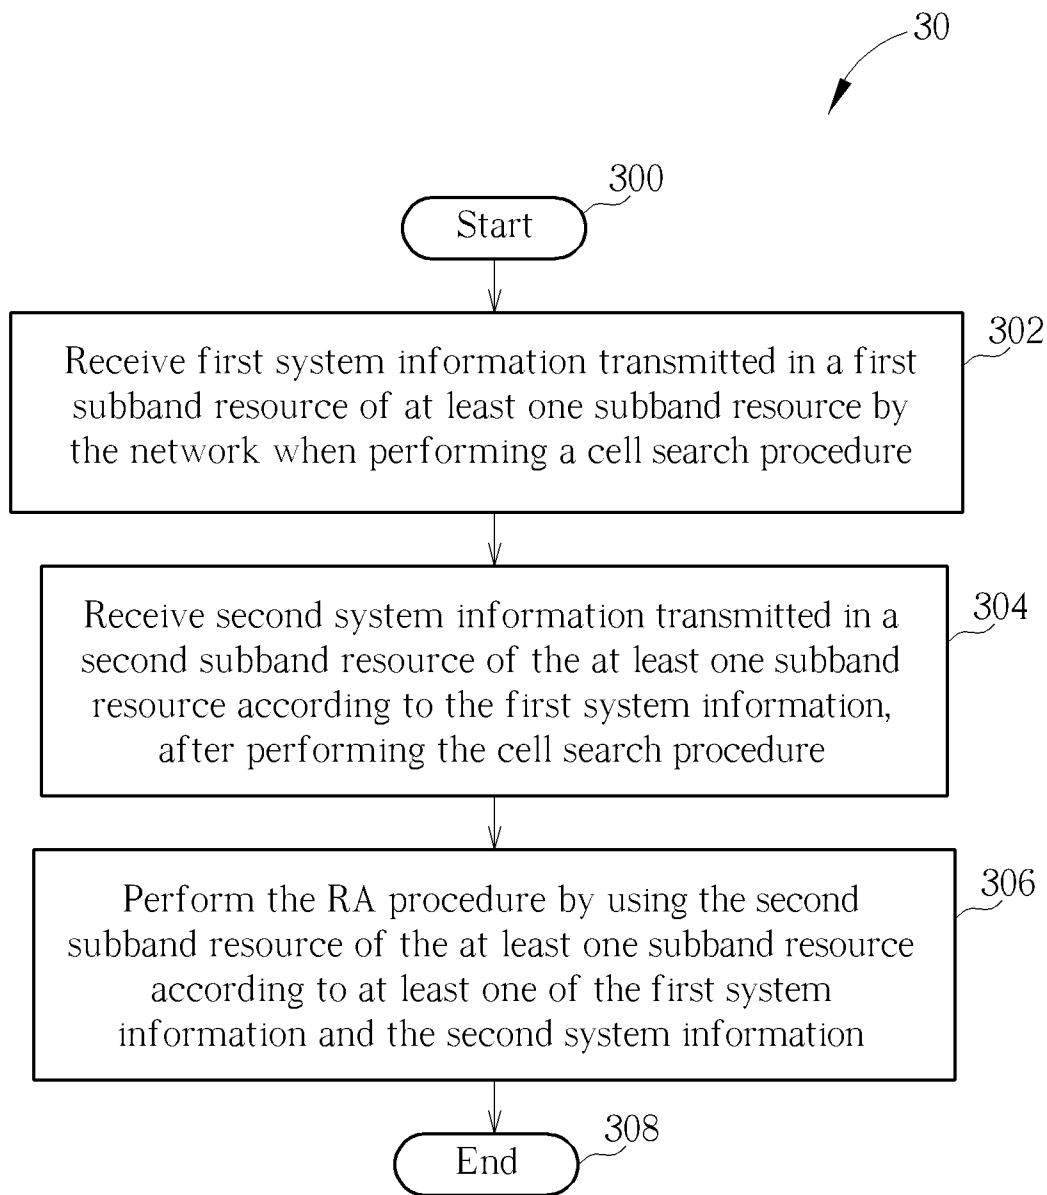 30
300
Start
302
Receive first system information transmitted in a first
subband resource of at least one subband resource by
the network when performing a cell search procedure
304
Receive second system information transmitted in a
second subband resource of the at least one subband
resource according to the first system information,
after performing the cell search procedure
306
Perform the RA procedure by using the second
subband resource of the at least one subband resource
according to at least one of the first system
information and the second system information
308
End